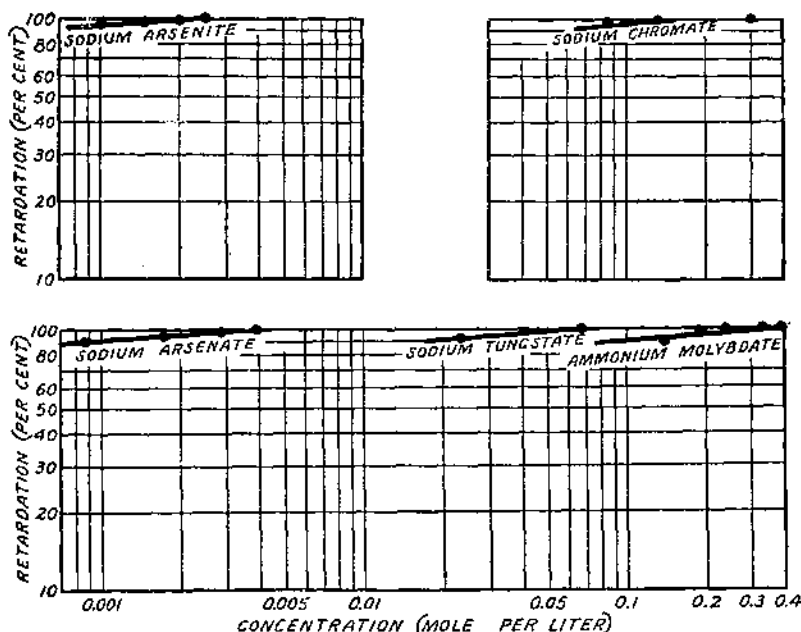 100
80
60
50
40
30
20
10
RETARDATION (PER CENT)
SODIUM ARSENITE
SODIUM CHROMATE
100
80
60
50
40
30
20
10
RETARDATION (PER CENT)
SODIUM ARSENATE
SODIUM TUNGSTATE
AMMONIUM MOLYBDATE
0.001 0.005 0.01 0.05 0.1 0.2 0.3 0.4
CONCENTRATION (MOLE PER LITER)